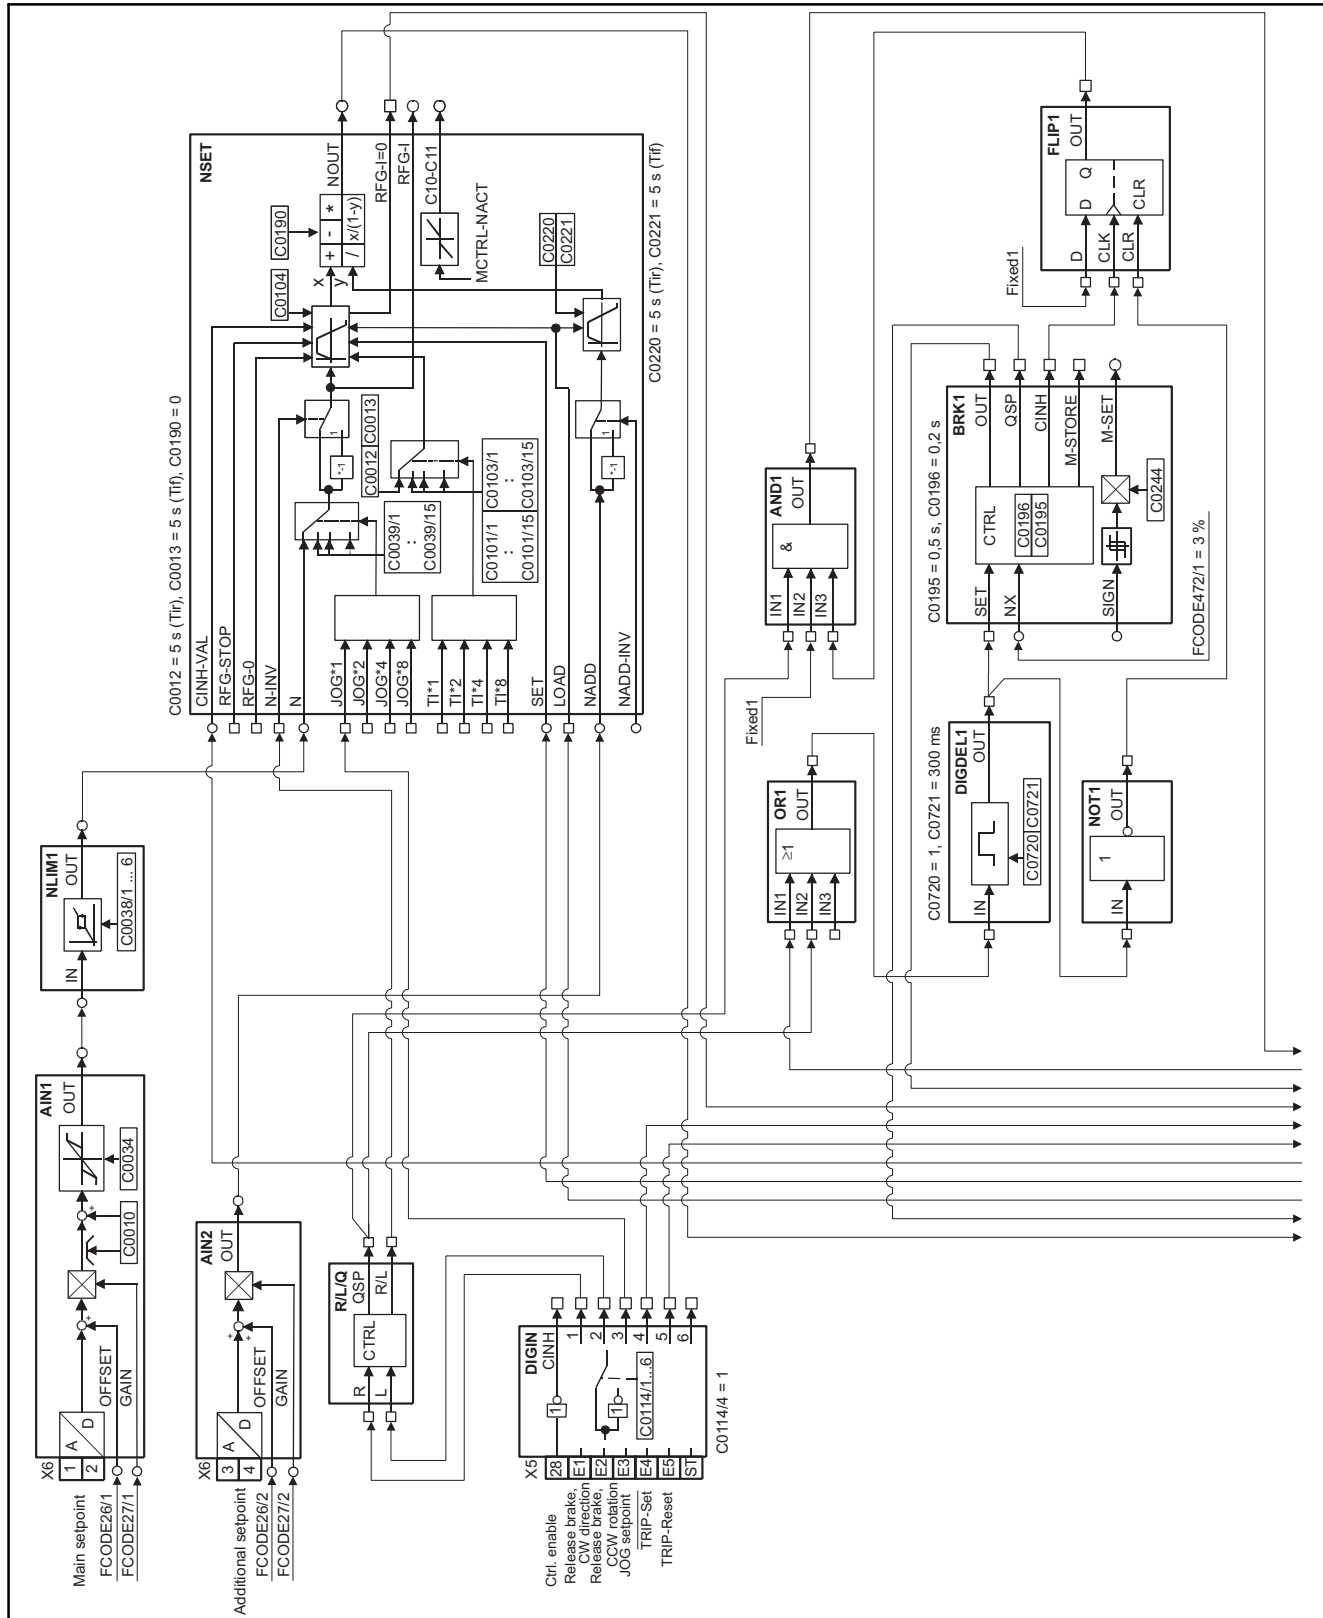 X6
1
2
Main setpoint
FCODE26/1
FCODE27/1
AIN1
A
D
OFFSET
GAIN
+
+
C0010
C0034
OUT
NLIM1
IN
OUT
C0038/1 ... 6
X6
3
4
Additional setpoint
FCODE26/2
FCODE27/2
AIN2
A
D
OFFSET
GAIN
+
+
OUT
R/L/Q
R
L
CTRL
QSP
R/L
X5
28
E1
E2
E3
E4
E5
ST
Ctrl. enable
Release brake,
CW direction
Release brake,
CCW rotation
JOG setpoint
TRIP-Set
TRIP-Reset
DIGIN
CINH
1
1
1
2
3
4
5
6
C0114/1...6
C0114/4 = 1
C0012 = 5 s (Tir), C0013 = 5 s (Tif), C0190 = 0
NSET
CINH-VAL
RFG-STOP
RFG-0
N-INV
N
JOG*1
JOG*2
JOG*4
JOG*8
TI*1
TI*2
TI*4
TI*8
SET
LOAD
NADD
NADD-INV
C0039/1
:
C0039/15
*-1
1
C0012
C0013
C0101/1
:
C0101/15
C0103/1
:
C0103/15
*-1
1
C0104
C0190
x
y
+
-
*
/
x/(1-y)
NOUT
RFG-I=0
RFG-I
C10-C11
MCTRL-NACT
C0220
C0221
C0220 = 5 s (Tir), C0221 = 5 s (Tif)
OR1
IN1
IN2
IN3
≥1
OUT
Fixed1
AND1
IN1
IN2
IN3
&
OUT
C0720 = 1, C0721 = 300 ms
DIGDEL1
IN
OUT
C0720
C0721
NOT1
IN
1
OUT
C0195 = 0,5 s, C0196 = 0,2 s
BRK1
SET
NX
SIGN
CTRL
C0196
C0195
OUT
QSP
CINH
M-STORE
M-SET
C0244
FCODE472/1 = 3 %
Fixed1
FLIP1
D
CLK
CLR
D
Q
CLR
OUT